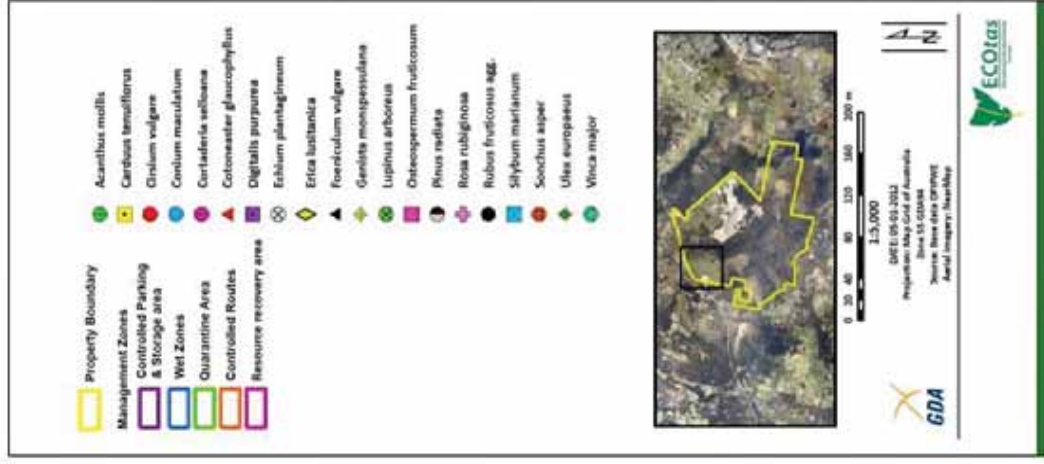 Property Boundary
Management Zones
Controlled Parking
& Storage area
Wet Zones
Quarantine Area
Controlled Routes
Resource recovery area
Acanthus mollis
Carduus tenuiflorus
Cirsium vulgare
Conium maculatum
Cortaderia selloana
Cotoneaster glaucophyllus
Digitalis purpurea
Echium plantagineum
Erica lusitanica
Foeniculum vulgare
Genista monspessulana
Lupinus arboreus
Osteospermum fruticosum
Pinus radiata
Rosa rubiginosa
Rubus fruticosus agg.
Silybum marianum
Sonchus asper
Ulex europaeus
Vinca major
0 20 40 80 120 160 200 m
1:5,000
DATE: 05-01-2012
Projection: Map Grid of Australia
Zone 55 GDA94
Source: Base data DPIPWE
Aerial imagery: NearMap
GDA
N
ECOtas